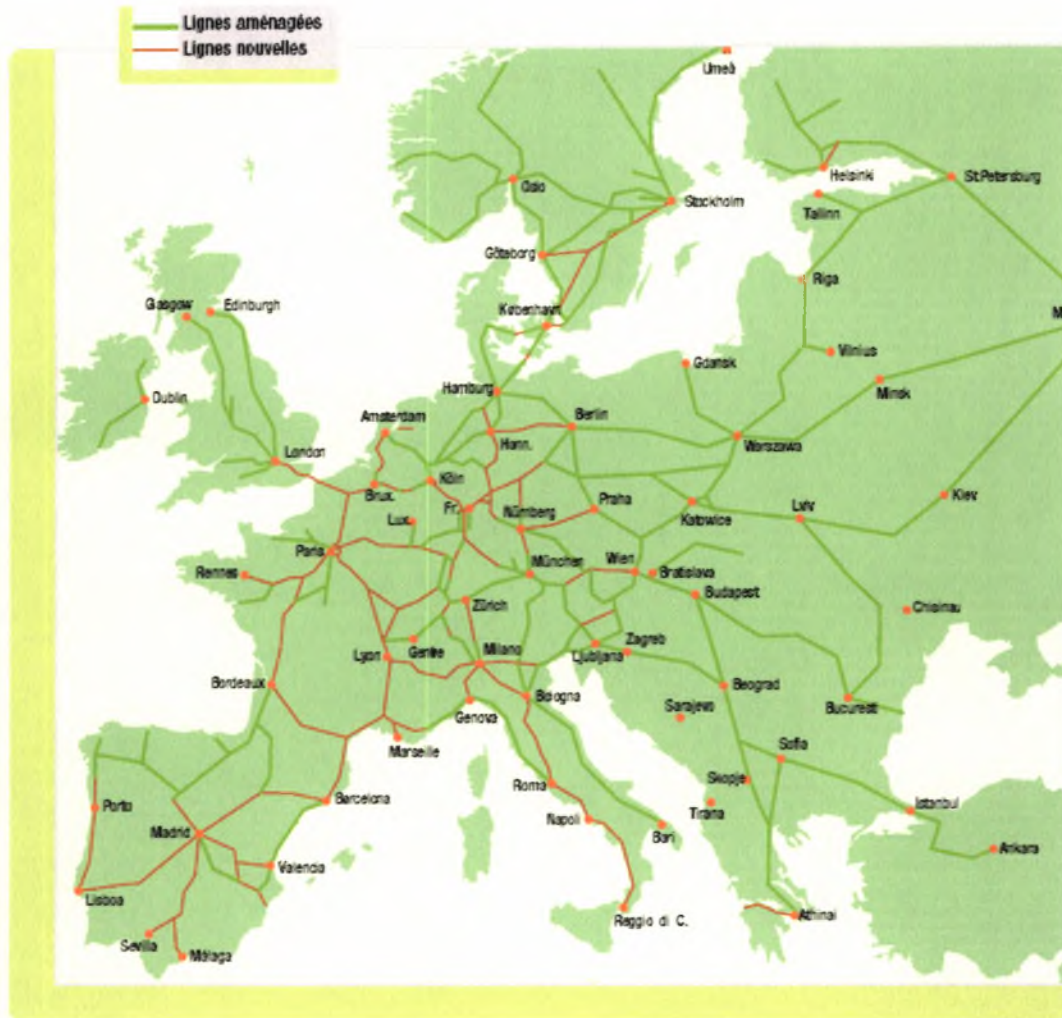 Lignes aménagées
Lignes nouvelles
Umeå
Helsinki
St.Petersburg
Oslo
Stockholm
Tallinn
Göteborg
Riga
Glasgow
Edinburgh
København
M
Vilnius
Gdansk
Minsk
Dublin
Hamburg
Amsterdam
Berlin
Hann.
Warszawa
London
Brux.
Köln
Praha
Kiev
Fr.
Lux.
Nürnberg
Katowice
Lviv
Paris
Rennes
München
Wien
Bratislava
Budapest
Zürich
Chisinau
Genève
Milano
Zagreb
Lyon
Ljubljana
Bordeaux
Bologna
Beograd
Genova
Sarajevo
Bucuresti
Marseille
Sofia
Skopje
Roma
Porto
Barcelona
Tirana
Istanbul
Napoli
Madrid
Bari
Ankara
Valencia
Lisboa
Reggio di C.
Athinai
Sevilla
Málaga